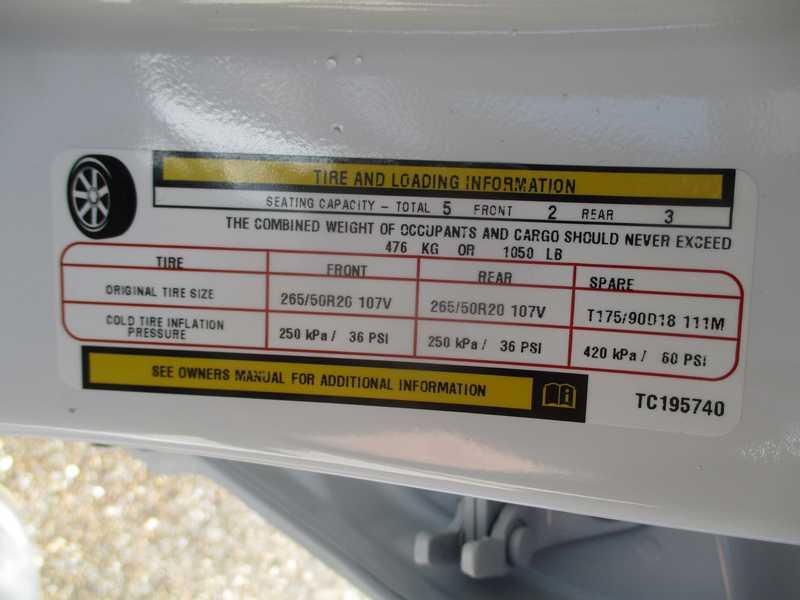 TIRE AND LOADING INFORMATION
SEATING CAPACITY – TOTAL 5 FRONT 2 REAR 3
THE COMBINED WEIGHT OF OCCUPANTS AND CARGO SHOULD NEVER EXCEED
476 KG OR 1050 LB
TIRE FRONT REAR SPARE
ORIGINAL TIRE SIZE 265/50R20 107V 265/50R20 107V T175/90D18 111M
COLD TIRE INFLATION
PRESSURE 250 kPa / 36 PSI 250 kPa / 36 PSI 420 kPa / 60 PSI
SEE OWNERS MANUAL FOR ADDITIONAL INFORMATION
TC195740